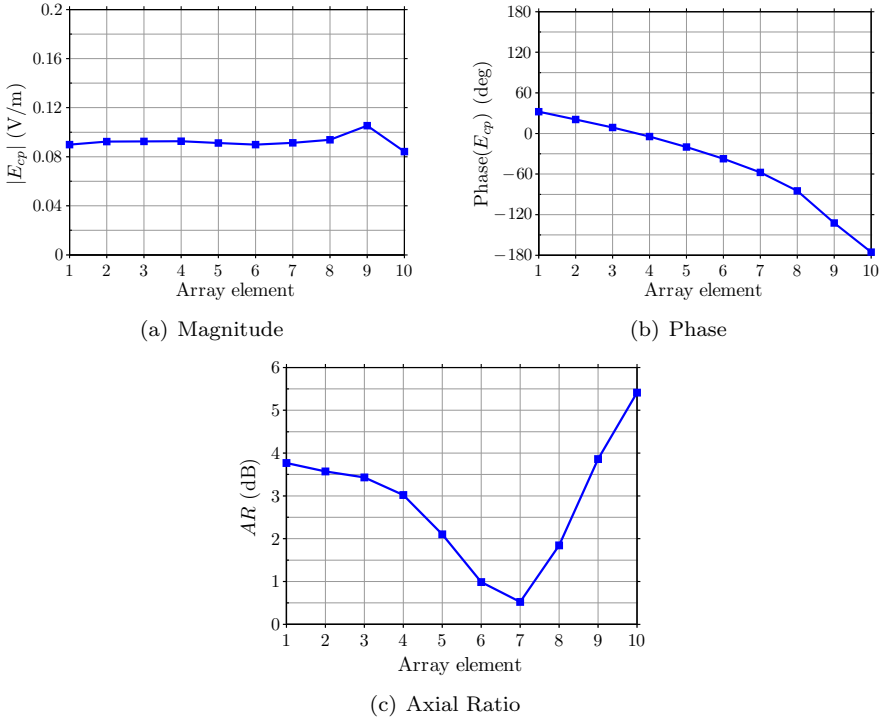 0.2
0.16
0.12
0.08
0.04
0
|E_cp| (V/m)
1 2 3 4 5 6 7 8 9 10
Array element
(a) Magnitude
180
120
60
0
−60
−120
−180
Phase(E_cp) (deg)
1 2 3 4 5 6 7 8 9 10
Array element
(b) Phase
6
5
4
3
2
1
0
AR (dB)
1 2 3 4 5 6 7 8 9 10
Array element
(c) Axial Ratio